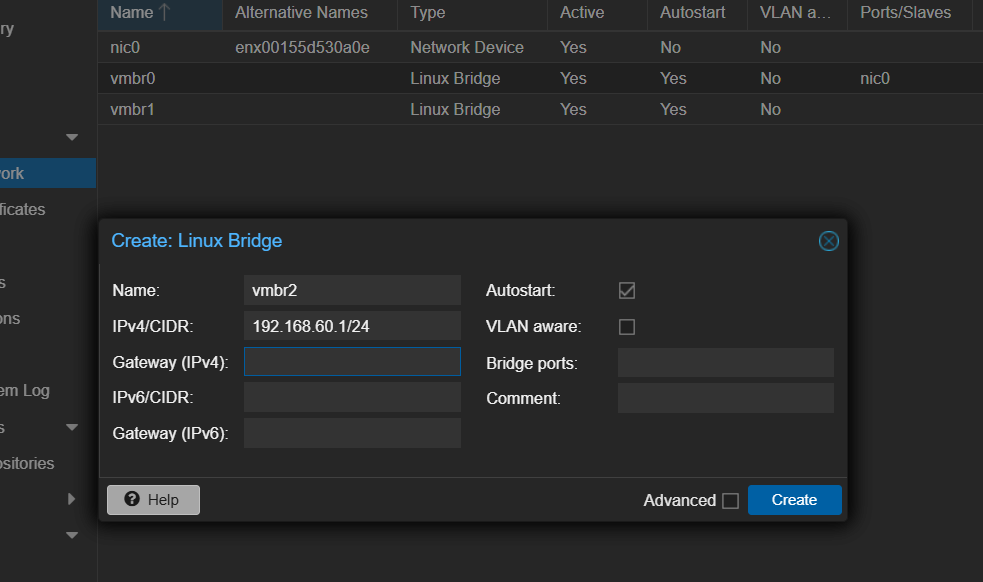 Name Alternative Names Type Active Autostart VLAN a... Ports/Slaves
ry
nic0 enx00155d530a0e Network Device Yes No No
vmbr0 Linux Bridge Yes Yes No nic0
vmbr1 Linux Bridge Yes Yes No
ork
ficates
s
ons
em Log
s
ositories
Create: Linux Bridge
Name: vmbr2 Autostart:
IPv4/CIDR: 192.168.60.1/24 VLAN aware:
Gateway (IPv4): Bridge ports:
IPv6/CIDR: Comment:
Gateway (IPv6):
Help Advanced Create